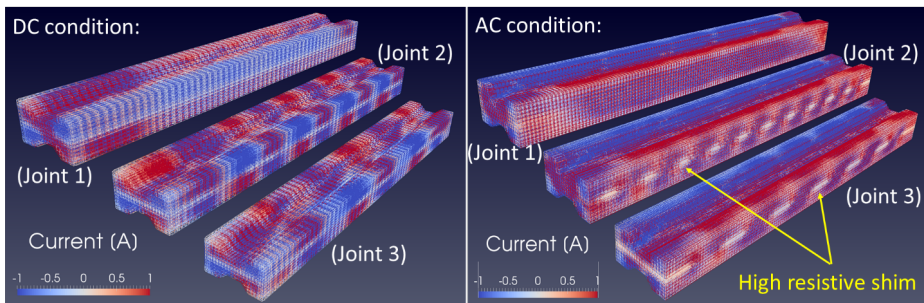 DC condition:
(Joint 2)
(Joint 1)
(Joint 3)
Current (A)
-1 -0.5 0 0.5 1
AC condition:
(Joint 2)
(Joint 1)
(Joint 3)
Current (A)
-1 -0.5 0 0.5 1
High resistive shim